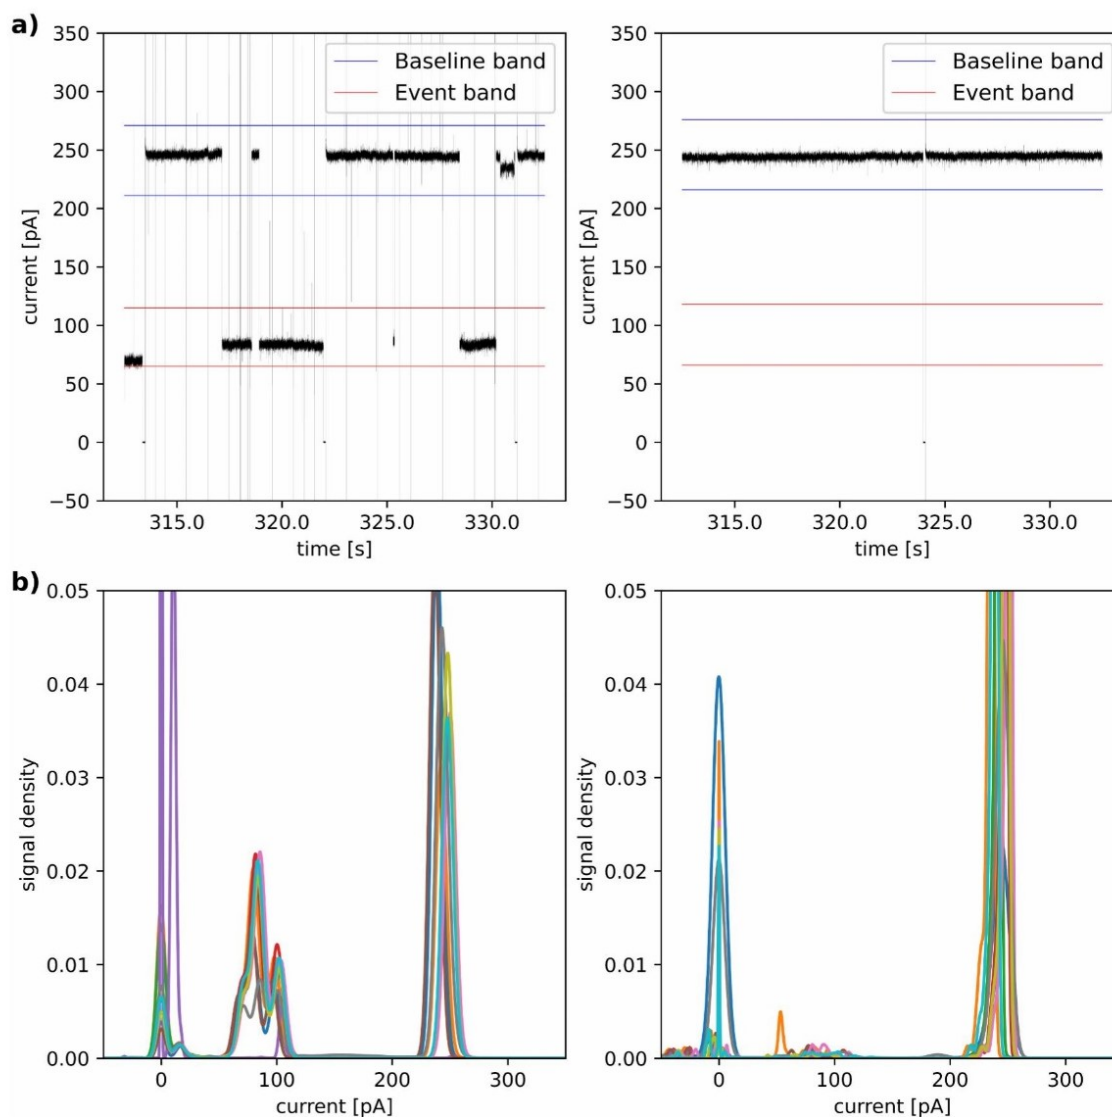 a)
350
300
250
200
150
100
50
0
−50
current [pA]
Baseline band
Event band
315.0 320.0 325.0 330.0
time [s]
350
300
250
200
150
100
50
0
−50
current [pA]
Baseline band
Event band
315.0 320.0 325.0 330.0
time [s]
b)
0.05
0.04
0.03
0.02
0.01
0.00
signal density
0 100 200 300
current [pA]
0.05
0.04
0.03
0.02
0.01
0.00
signal density
0 100 200 300
current [pA]